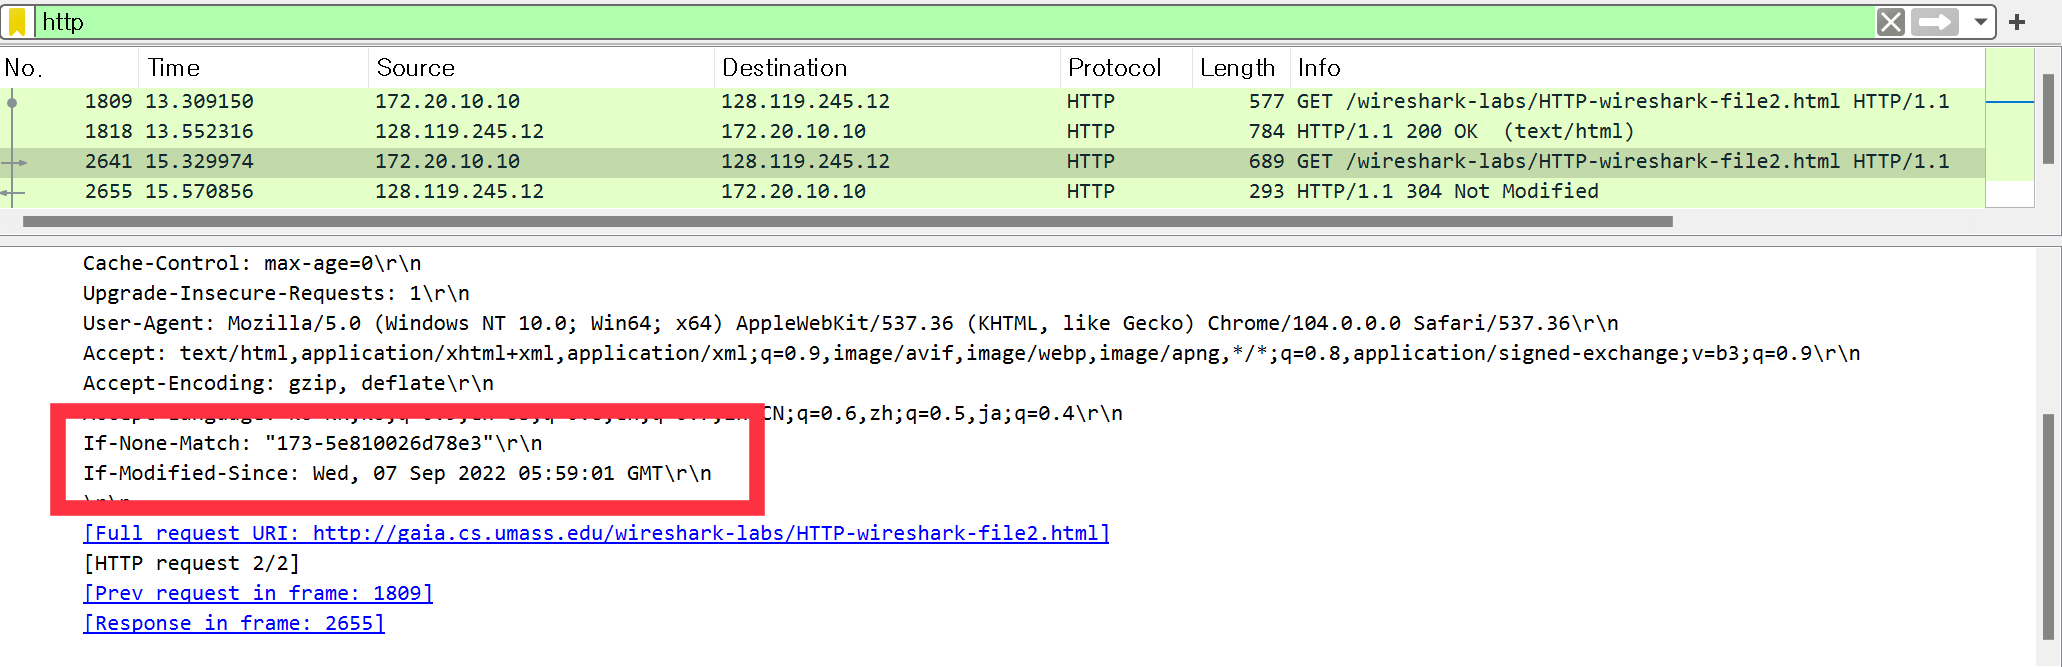 http
No. Time Source Destination Protocol Length Info
1809 13.309150 172.20.10.10 128.119.245.12 HTTP 577 GET /wireshark-labs/HTTP-wireshark-file2.html HTTP/1.1
1818 13.552316 128.119.245.12 172.20.10.10 HTTP 784 HTTP/1.1 200 OK (text/html)
2641 15.329974 172.20.10.10 128.119.245.12 HTTP 689 GET /wireshark-labs/HTTP-wireshark-file2.html HTTP/1.1
2655 15.570856 128.119.245.12 172.20.10.10 HTTP 293 HTTP/1.1 304 Not Modified
Cache-Control: max-age=0\r\n
Upgrade-Insecure-Requests: 1\r\n
User-Agent: Mozilla/5.0 (Windows NT 10.0; Win64; x64) AppleWebKit/537.36 (KHTML, like Gecko) Chrome/104.0.0.0 Safari/537.36\r\n
Accept: text/html,application/xhtml+xml,application/xml;q=0.9,image/avif,image/webp,image/apng,*/*;q=0.8,application/signed-exchange;v=b3;q=0.9\r\n
Accept-Encoding: gzip, deflate\r\n
CN;q=0.6,zh;q=0.5,ja;q=0.4\r\n
If-None-Match: "173-5e810026d78e3"\r\n
If-Modified-Since: Wed, 07 Sep 2022 05:59:01 GMT\r\n
\r\n
[Full request URI: http://gaia.cs.umass.edu/wireshark-labs/HTTP-wireshark-file2.html]
[HTTP request 2/2]
[Prev request in frame: 1809]
[Response in frame: 2655]